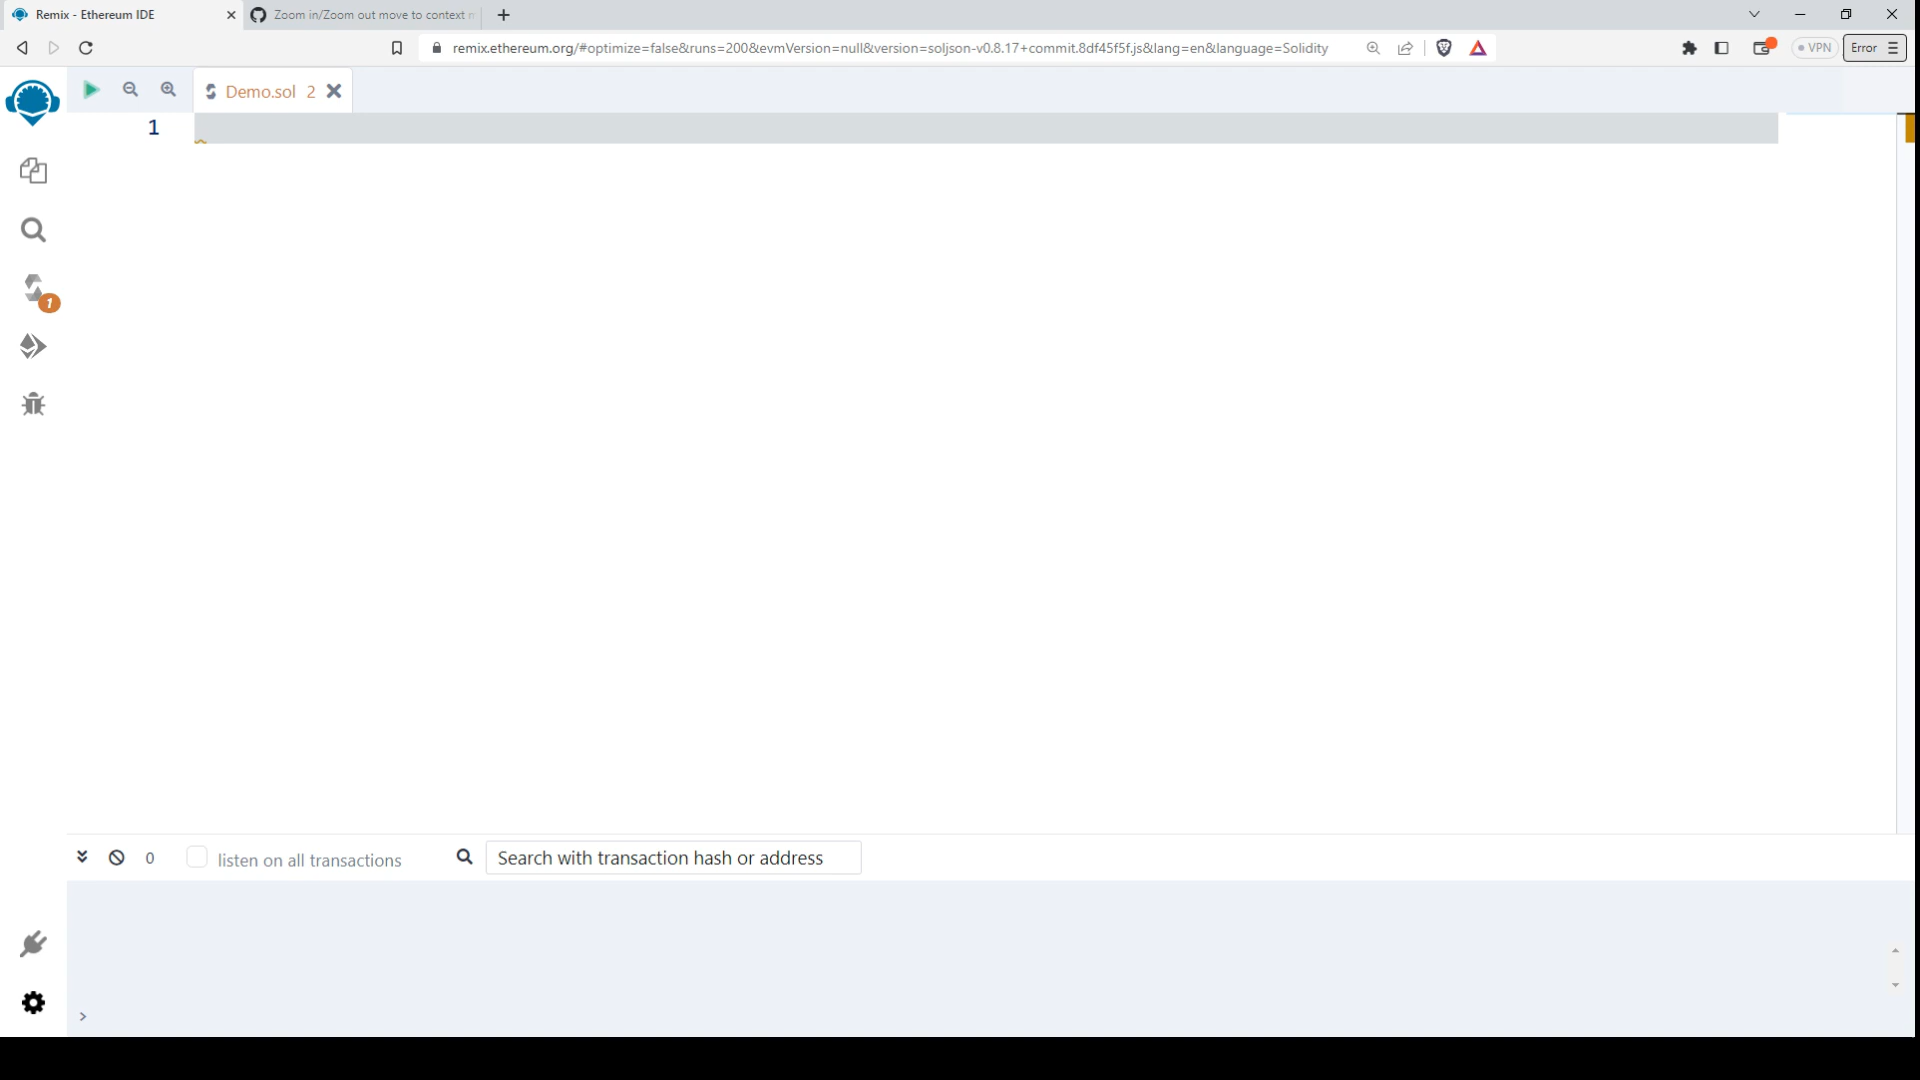 Remix - Ethereum IDE
Zoom in/Zoom out move to context
remix.ethereum.org/#optimize=false&runs=200&evmVersion=null&version=soljson-v0.8.17+commit.8df45f5f.js&lang=en&language=Solidity
VPN
Error
Demo.sol 2
1
1
0
listen on all transactions
Search with transaction hash or address
>